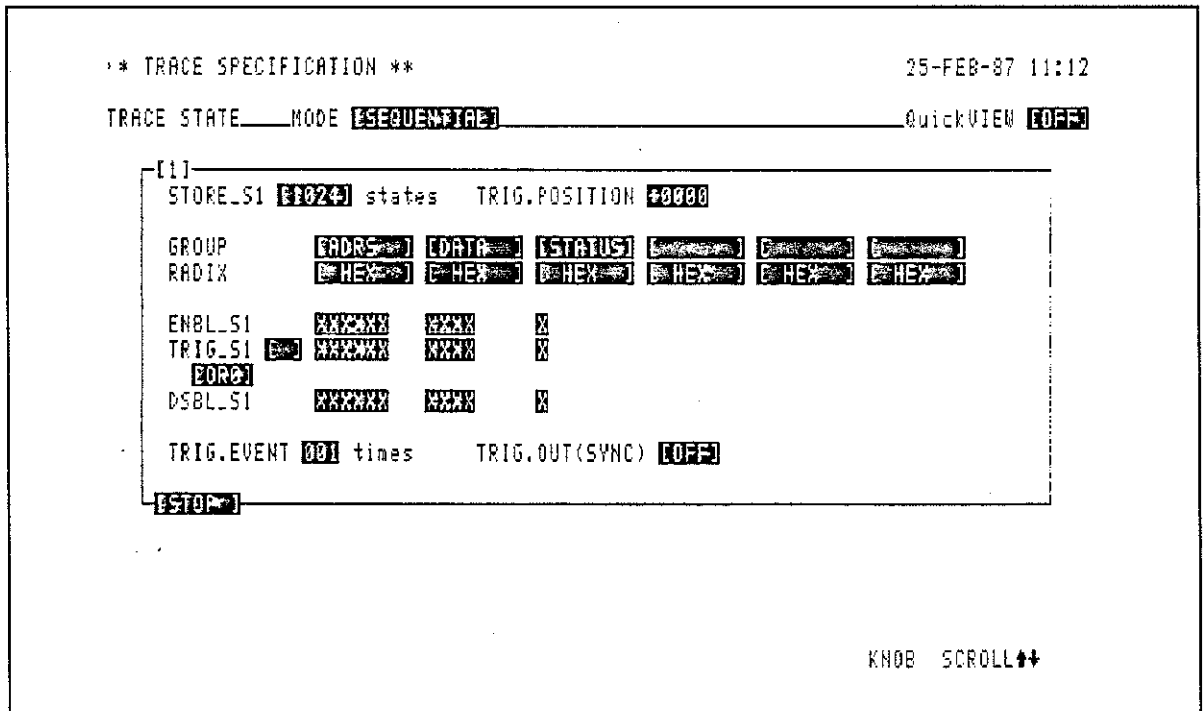 ** TRACE SPECIFICATION ** 25-FEB-87 11:12
TRACE STATE____MODE [SEQUENTIAL] QuickVIEW [OFF]
[1]
STORE_S1 [1024] states TRIG.POSITION +0000
GROUP [ADRS ] [DATA ] [STATUS] [ ] [ ] [ ]
RADIX [ HEX ] [ HEX ] [ HEX ] [ HEX ] [ HEX ] [ HEX ]
ENBL_S1 XXXXXX XXXX X
TRIG_S1 [ ] XXXXXX XXXX X
[OR0]
DSBL_S1 XXXXXX XXXX X
TRIG.EVENT 001 times TRIG.OUT(SYNC) [OFF]
[STOP ]
KNOB SCROLL↑↓